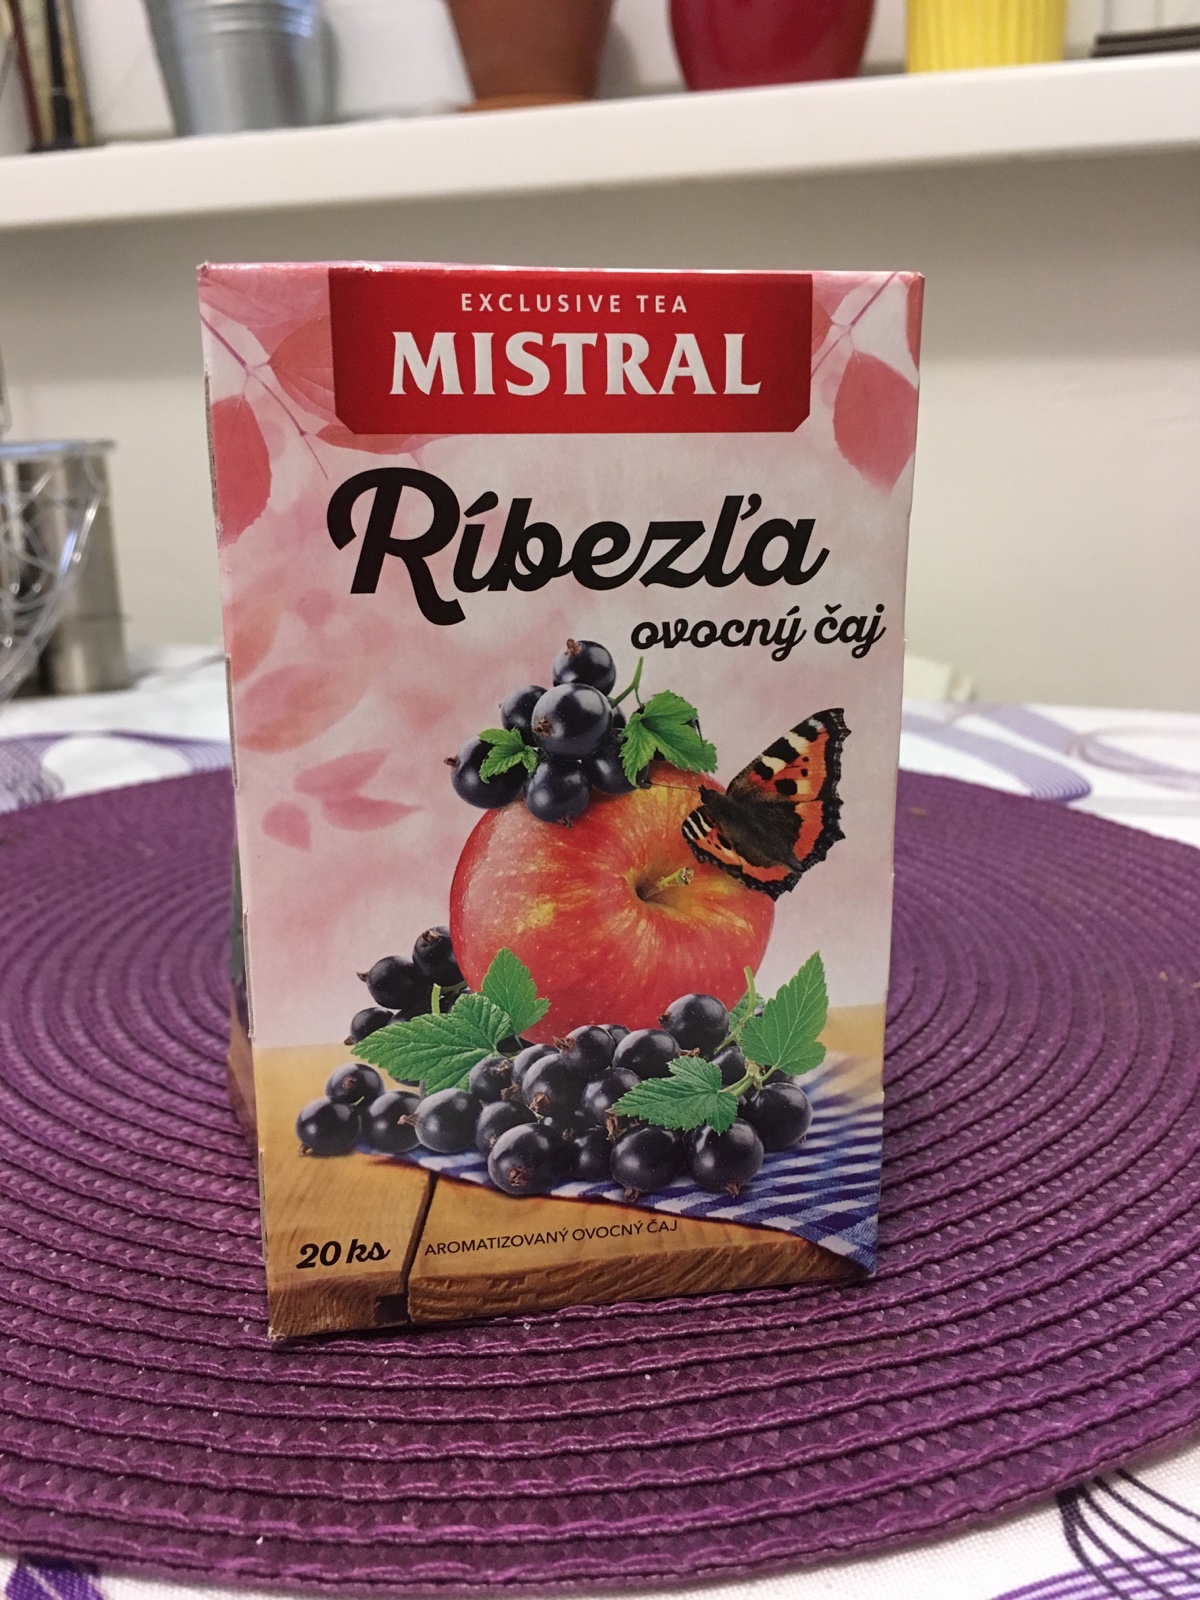 EXCLUSIVE TEA
MISTRAL
Ríbezľa
ovocný čaj
20 ks
AROMATIZOVANÝ OVOCNÝ ČAJ